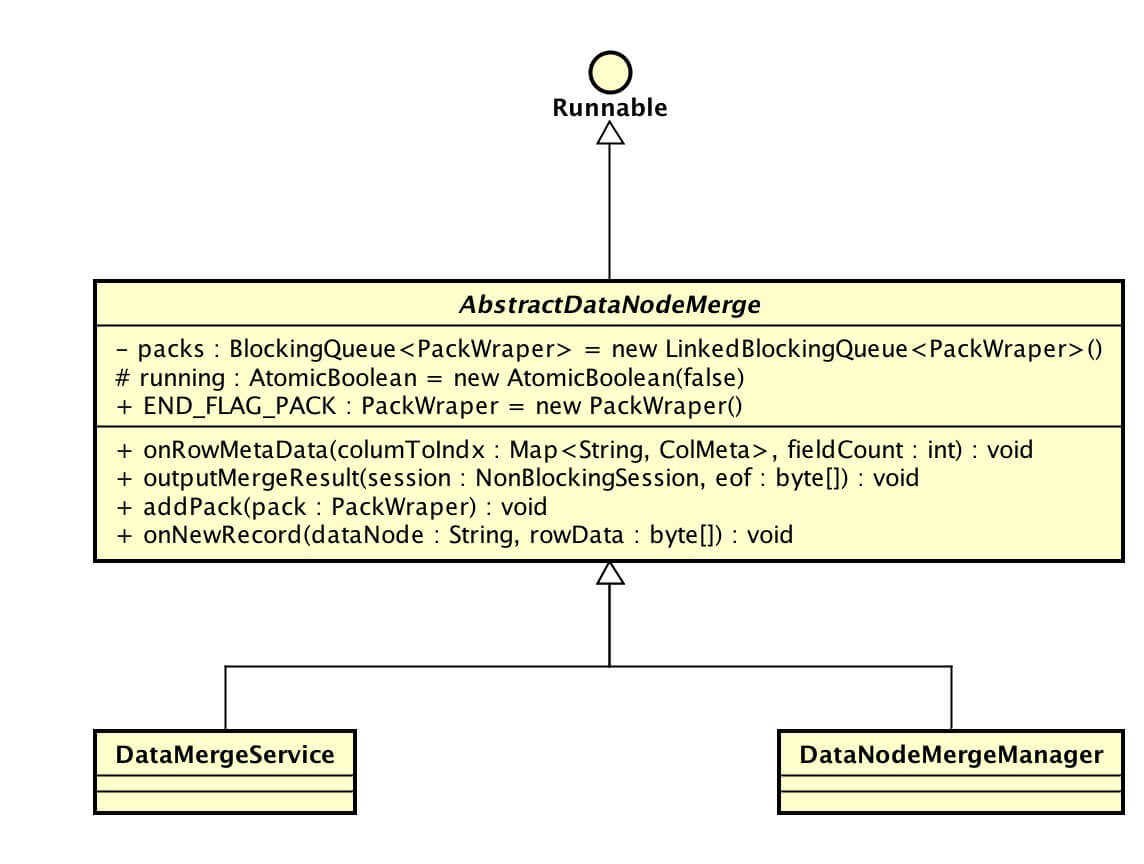 Runnable
AbstractDataNodeMerge
- packs : BlockingQueue<PackWraper> = new LinkedBlockingQueue<PackWraper>()
# running : AtomicBoolean = new AtomicBoolean(false)
+ END_FLAG_PACK : PackWraper = new PackWraper()
+ onRowMetaData(columToIndx : Map<String, ColMeta>, fieldCount : int) : void
+ outputMergeResult(session : NonBlockingSession, eof : byte[]) : void
+ addPack(pack : PackWraper) : void
+ onNewRecord(dataNode : String, rowData : byte[]) : void
DataMergeService
DataNodeMergeManager